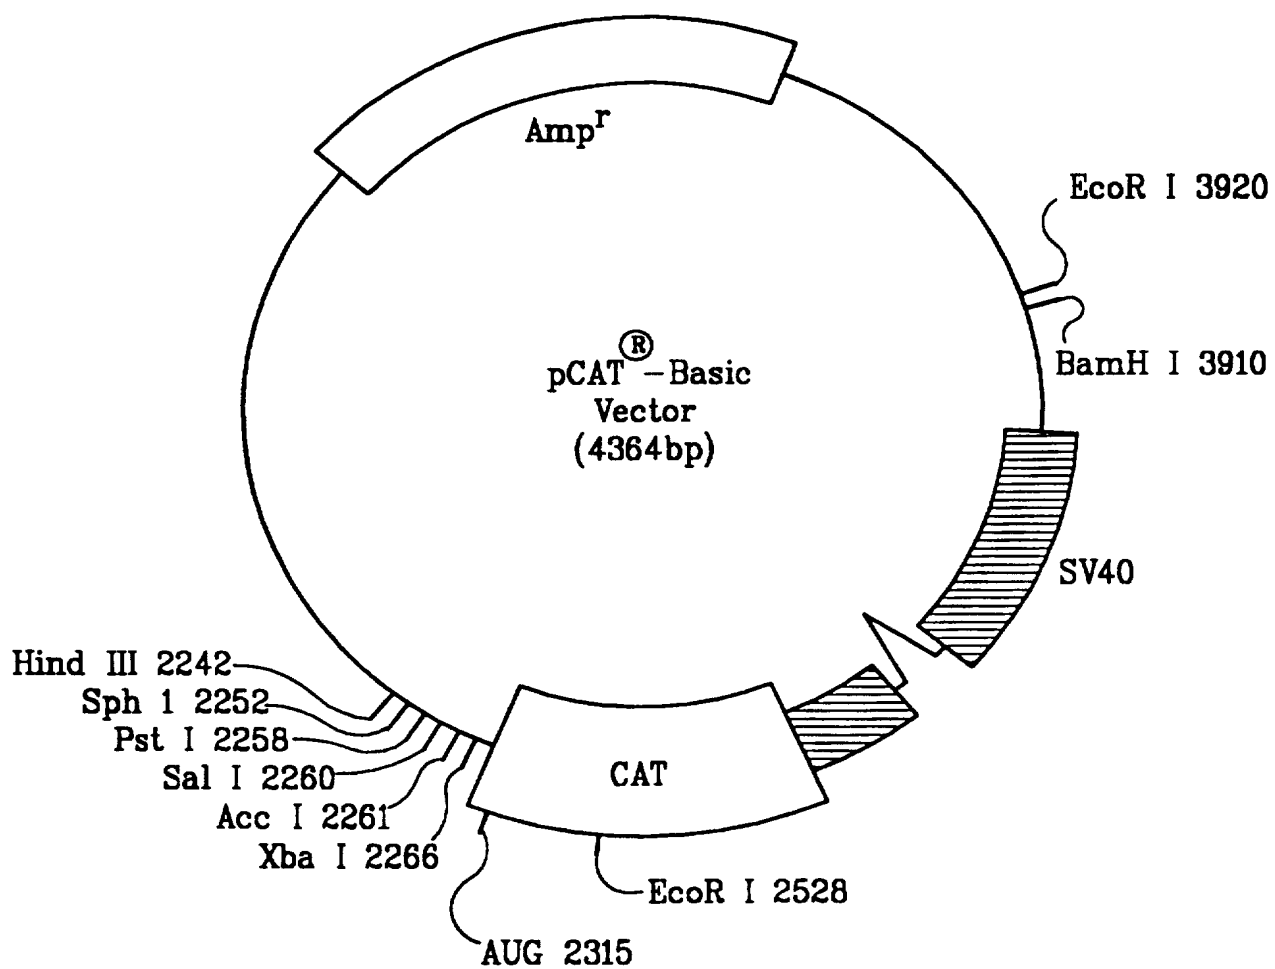 Ampʳ
EcoR I 3920
BamH I 3910
pCAT®-Basic
Vector
(4364bp)
SV40
Hind III 2242
Sph 1 2252
Pst I 2258
Sal I 2260
Acc I 2261
Xba I 2266
CAT
EcoR I 2528
AUG 2315